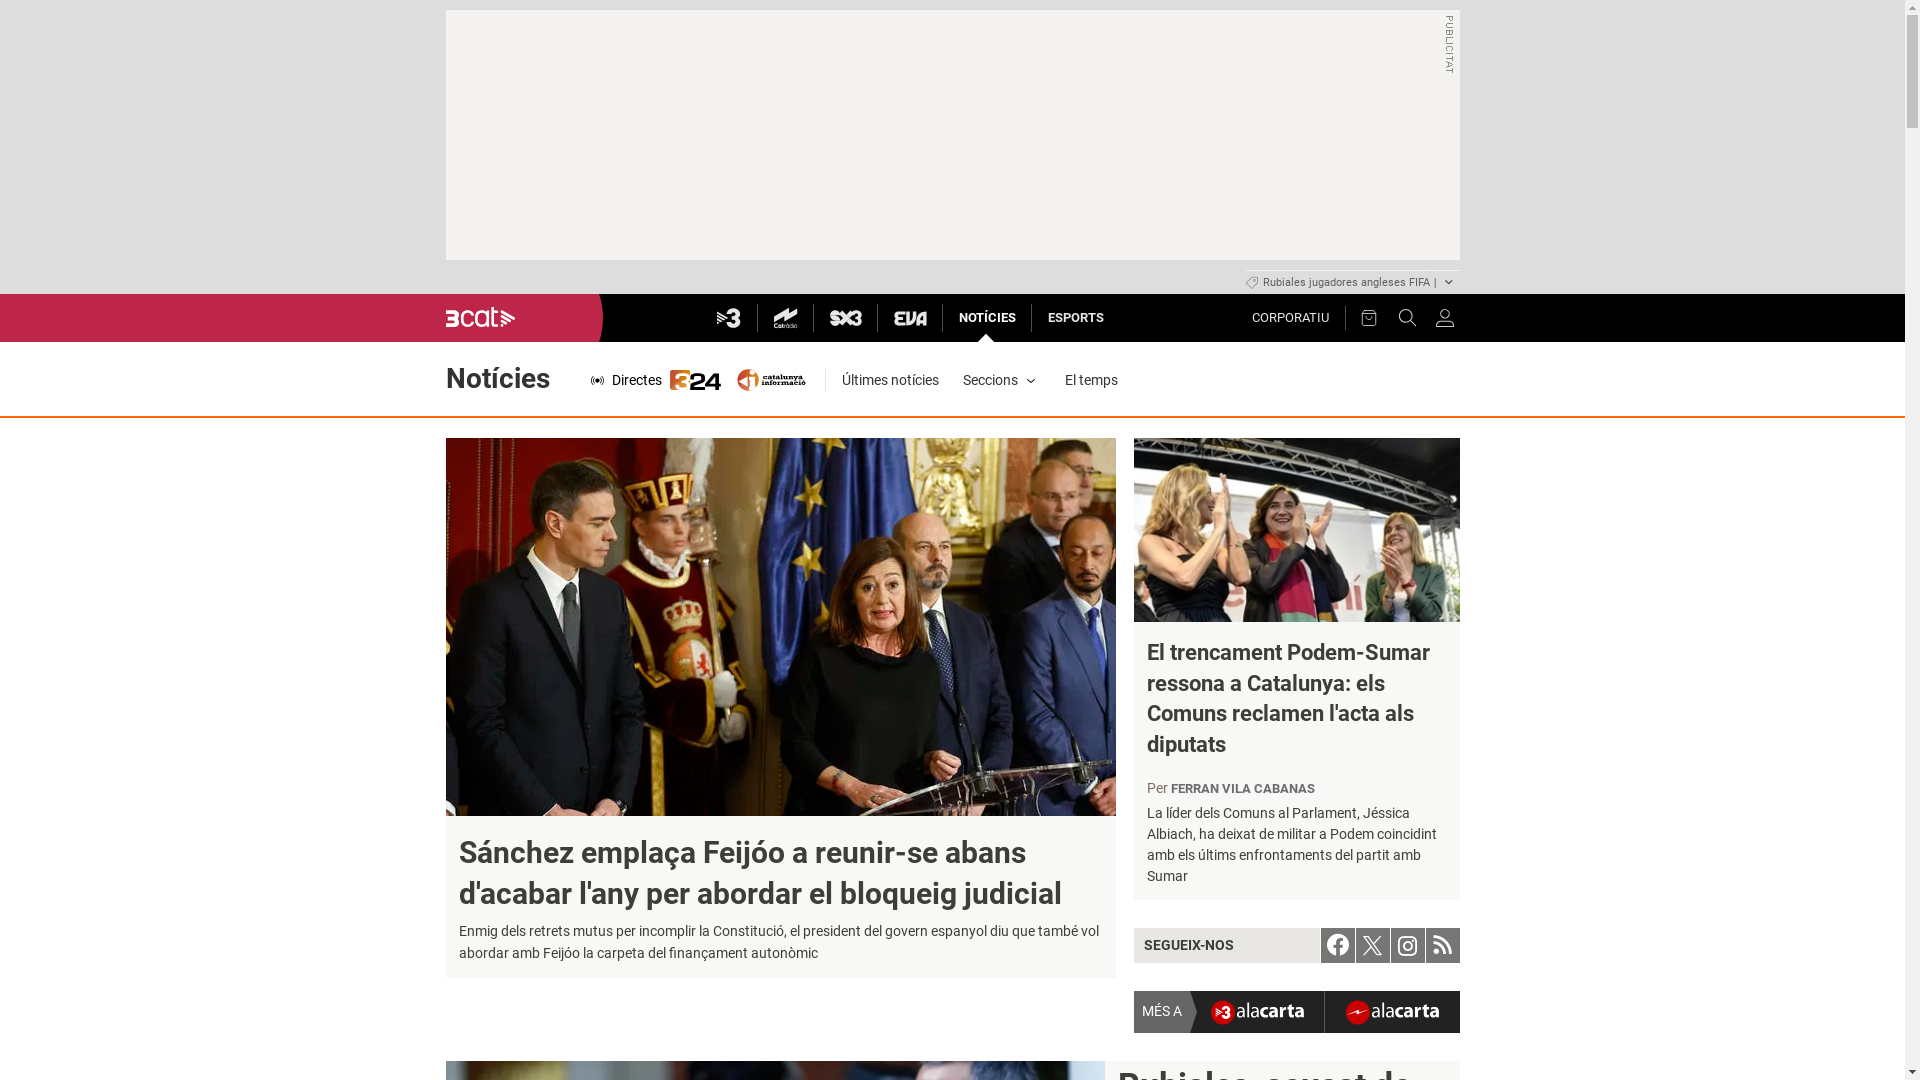 PUBLICITAT
Rubiales jugadores angleses FIFA |
3cat
3
Catràdio
SX3
EVA
NOTÍCIES
ESPORTS
CORPORATIU
Notícies
Directes
324
catalunya
informació
Últimes notícies
Seccions
El temps
Sánchez emplaça Feijóo a reunir-se abans
d'acabar l'any per abordar el bloqueig judicial
Enmig dels retrets mutus per incomplir la Constitució, el president del govern espanyol diu que també vol
abordar amb Feijóo la carpeta del finançament autonòmic
El trencament Podem-Sumar
ressona a Catalunya: els
Comuns reclamen l'acta als
diputats
Per FERRAN VILA CABANAS
La líder dels Comuns al Parlament, Jéssica
Albiach, ha deixat de militar a Podem coincidint
amb els últims enfrontaments del partit amb
Sumar
SEGUEIX-NOS
MÉS A
3 alacarta
alacarta
Rubiales, acusat de